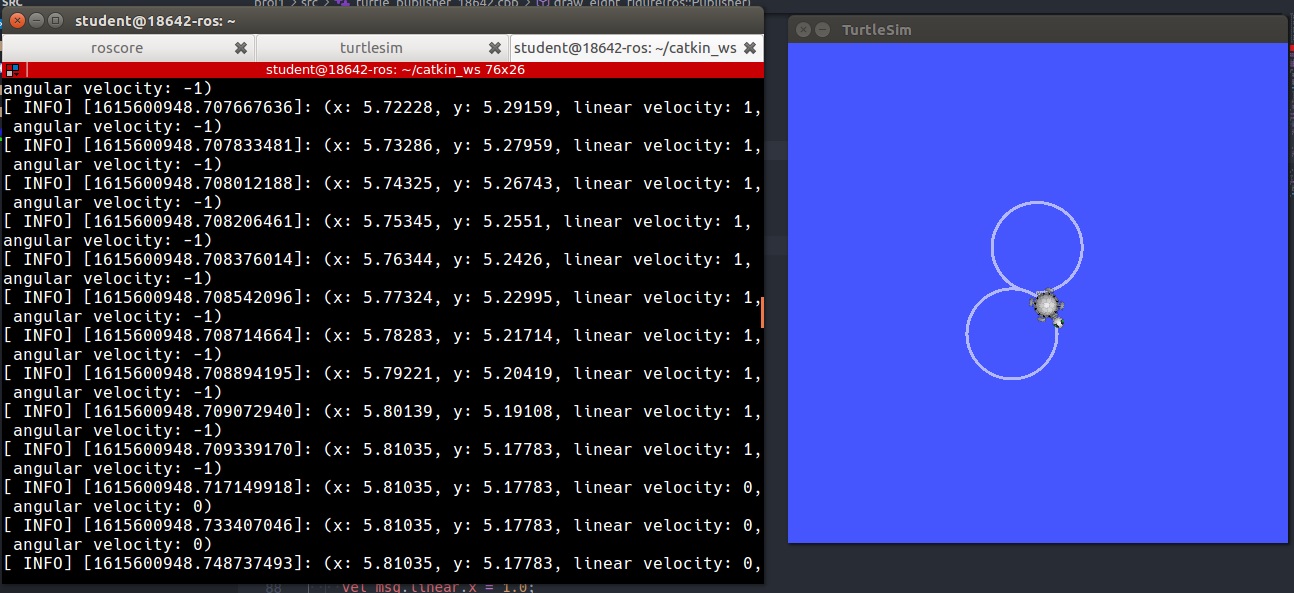 SRC
proj1 > src > turtle_publisher_18642.cpp > draw_eight_figure(ros::Publisher)
student@18642-ros: ~
roscore
turtlesim
student@18642-ros: ~/catkin_ws
student@18642-ros: ~/catkin_ws 76x26
angular velocity: -1)
[ INFO] [1615600948.707667636]: (x: 5.72228, y: 5.29159, linear velocity: 1,
angular velocity: -1)
[ INFO] [1615600948.707833481]: (x: 5.73286, y: 5.27959, linear velocity: 1,
angular velocity: -1)
[ INFO] [1615600948.708012188]: (x: 5.74325, y: 5.26743, linear velocity: 1,
angular velocity: -1)
[ INFO] [1615600948.708206461]: (x: 5.75345, y: 5.2551, linear velocity: 1,
angular velocity: -1)
[ INFO] [1615600948.708376014]: (x: 5.76344, y: 5.2426, linear velocity: 1,
angular velocity: -1)
[ INFO] [1615600948.708542096]: (x: 5.77324, y: 5.22995, linear velocity: 1,
angular velocity: -1)
[ INFO] [1615600948.708714664]: (x: 5.78283, y: 5.21714, linear velocity: 1,
angular velocity: -1)
[ INFO] [1615600948.708894195]: (x: 5.79221, y: 5.20419, linear velocity: 1,
angular velocity: -1)
[ INFO] [1615600948.709072940]: (x: 5.80139, y: 5.19108, linear velocity: 1,
angular velocity: -1)
[ INFO] [1615600948.709339170]: (x: 5.81035, y: 5.17783, linear velocity: 1,
angular velocity: -1)
[ INFO] [1615600948.717149918]: (x: 5.81035, y: 5.17783, linear velocity: 0,
angular velocity: 0)
[ INFO] [1615600948.733407046]: (x: 5.81035, y: 5.17783, linear velocity: 0,
angular velocity: 0)
[ INFO] [1615600948.748737493]: (x: 5.81035, y: 5.17783, linear velocity: 0,
TurtleSim
88 vel_msg.linear.x = 1.0;